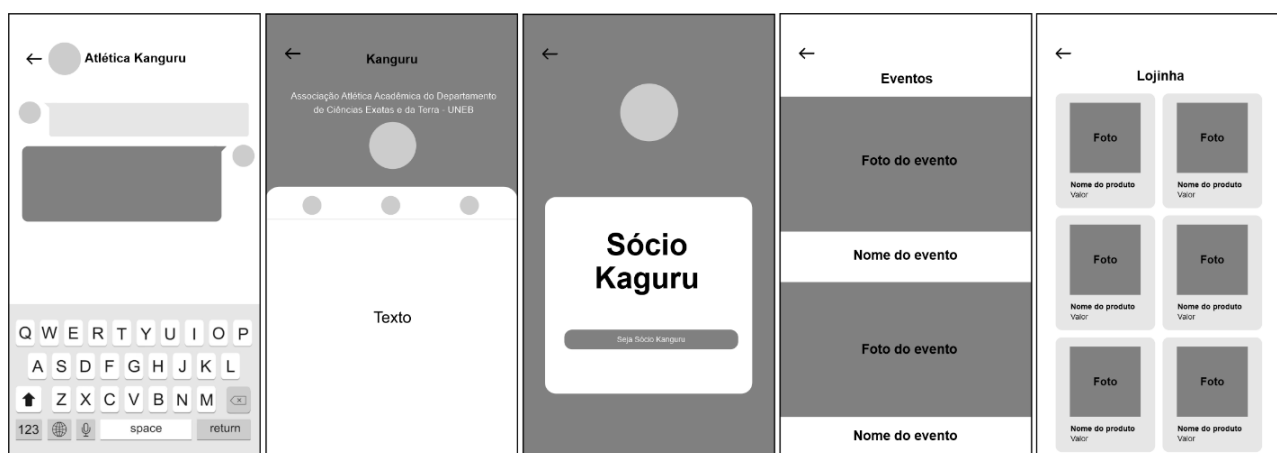 Atlética Kanguru
Q W E R T Y U I O P
A S D F G H J K L
Z X C V B N M
123 space return
Kanguru
Associação Atlética Acadêmica do Departamento
de Ciências Exatas e da Terra - UNEB
Texto
Sócio
Kaguru
Seja Sócio Kanguru
Eventos
Foto do evento
Nome do evento
Foto do evento
Nome do evento
Lojinha
Foto Foto
Nome do produto Nome do produto
Valor Valor
Foto Foto
Nome do produto Nome do produto
Valor Valor
Foto Foto
Nome do produto Nome do produto
Valor Valor